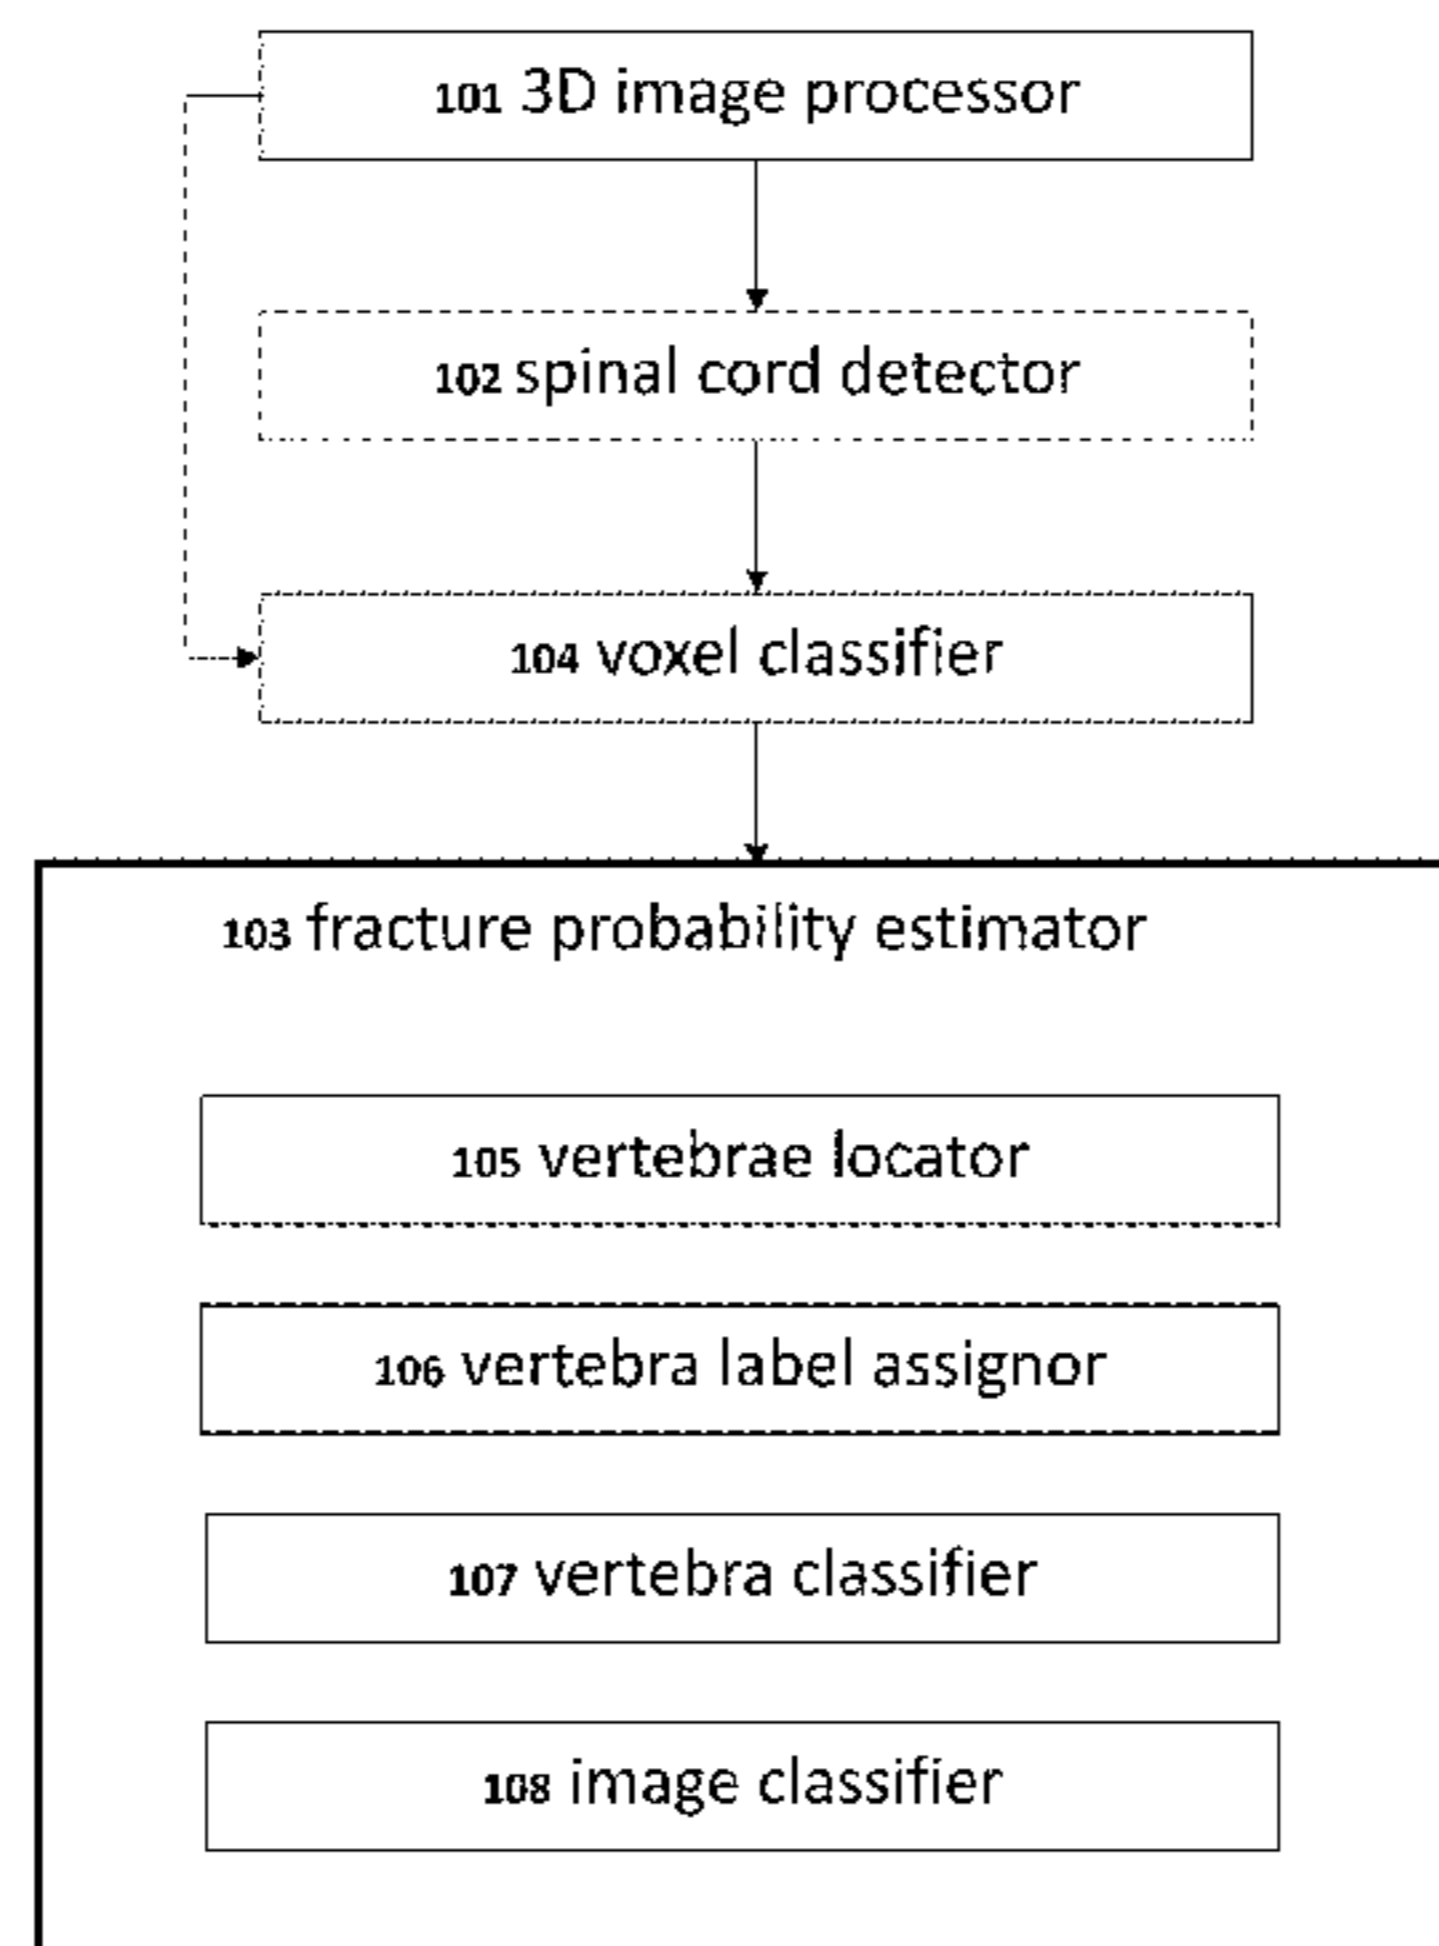 101 3D image processor
102 spinal cord detector
104 voxel classifier
103 fracture probability estimator
105 vertebrae locator
106 vertebra label assignor
107 vertebra classifier
108 image classifier